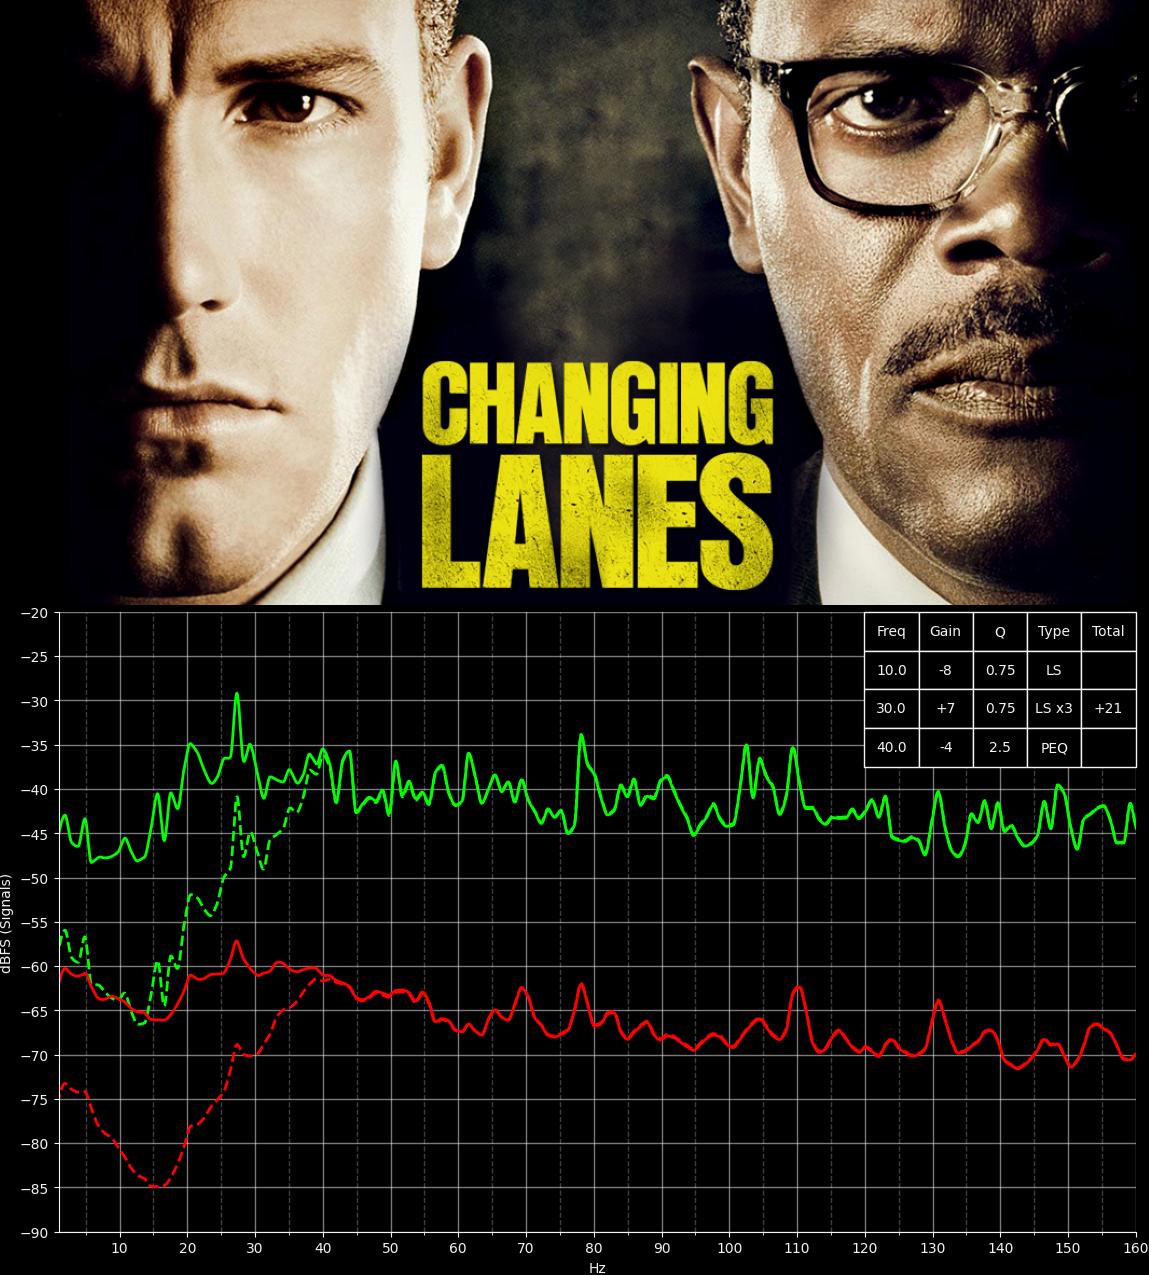 CHANGING
LANES
Freq Gain Q Type Total
10.0 -8 0.75 LS
30.0 +7 0.75 LS x3 +21
40.0 -4 2.5 PEQ
dBFS (Signals)
−20
−25
−30
−35
−40
−45
−50
−55
−60
−65
−70
−75
−80
−85
−90
10 20 30 40 50 60 70 80 90 100 110 120 130 140 150 160
Hz